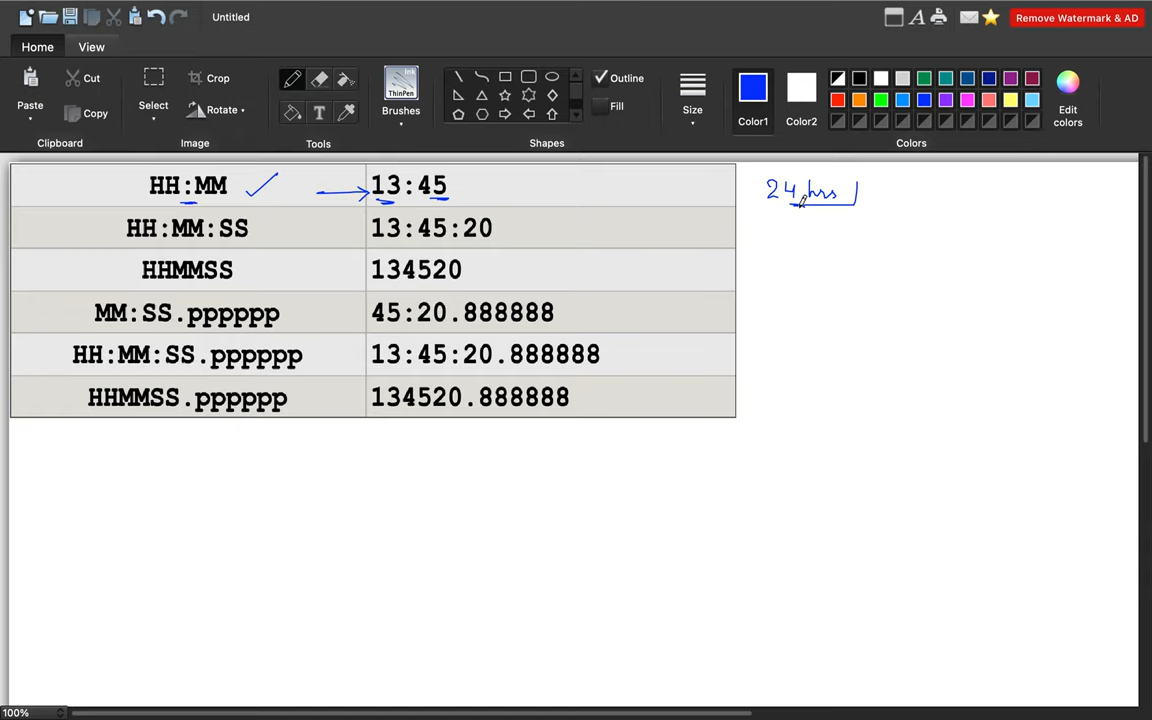 Untitled
Remove Watermark & AD
Home View
Paste Cut Copy Clipboard
Select Crop Rotate Image
Tools
Ink ThinPen Brushes
Outline Fill Shapes
Size
Color1 Color2 Edit colors Colors
HH:MM 13:45 24 hrs
HH:MM:SS 13:45:20
HHMMSS 134520
MM:SS.pppppp 45:20.888888
HH:MM:SS.pppppp 13:45:20.888888
HHMMSS.pppppp 134520.888888
100%